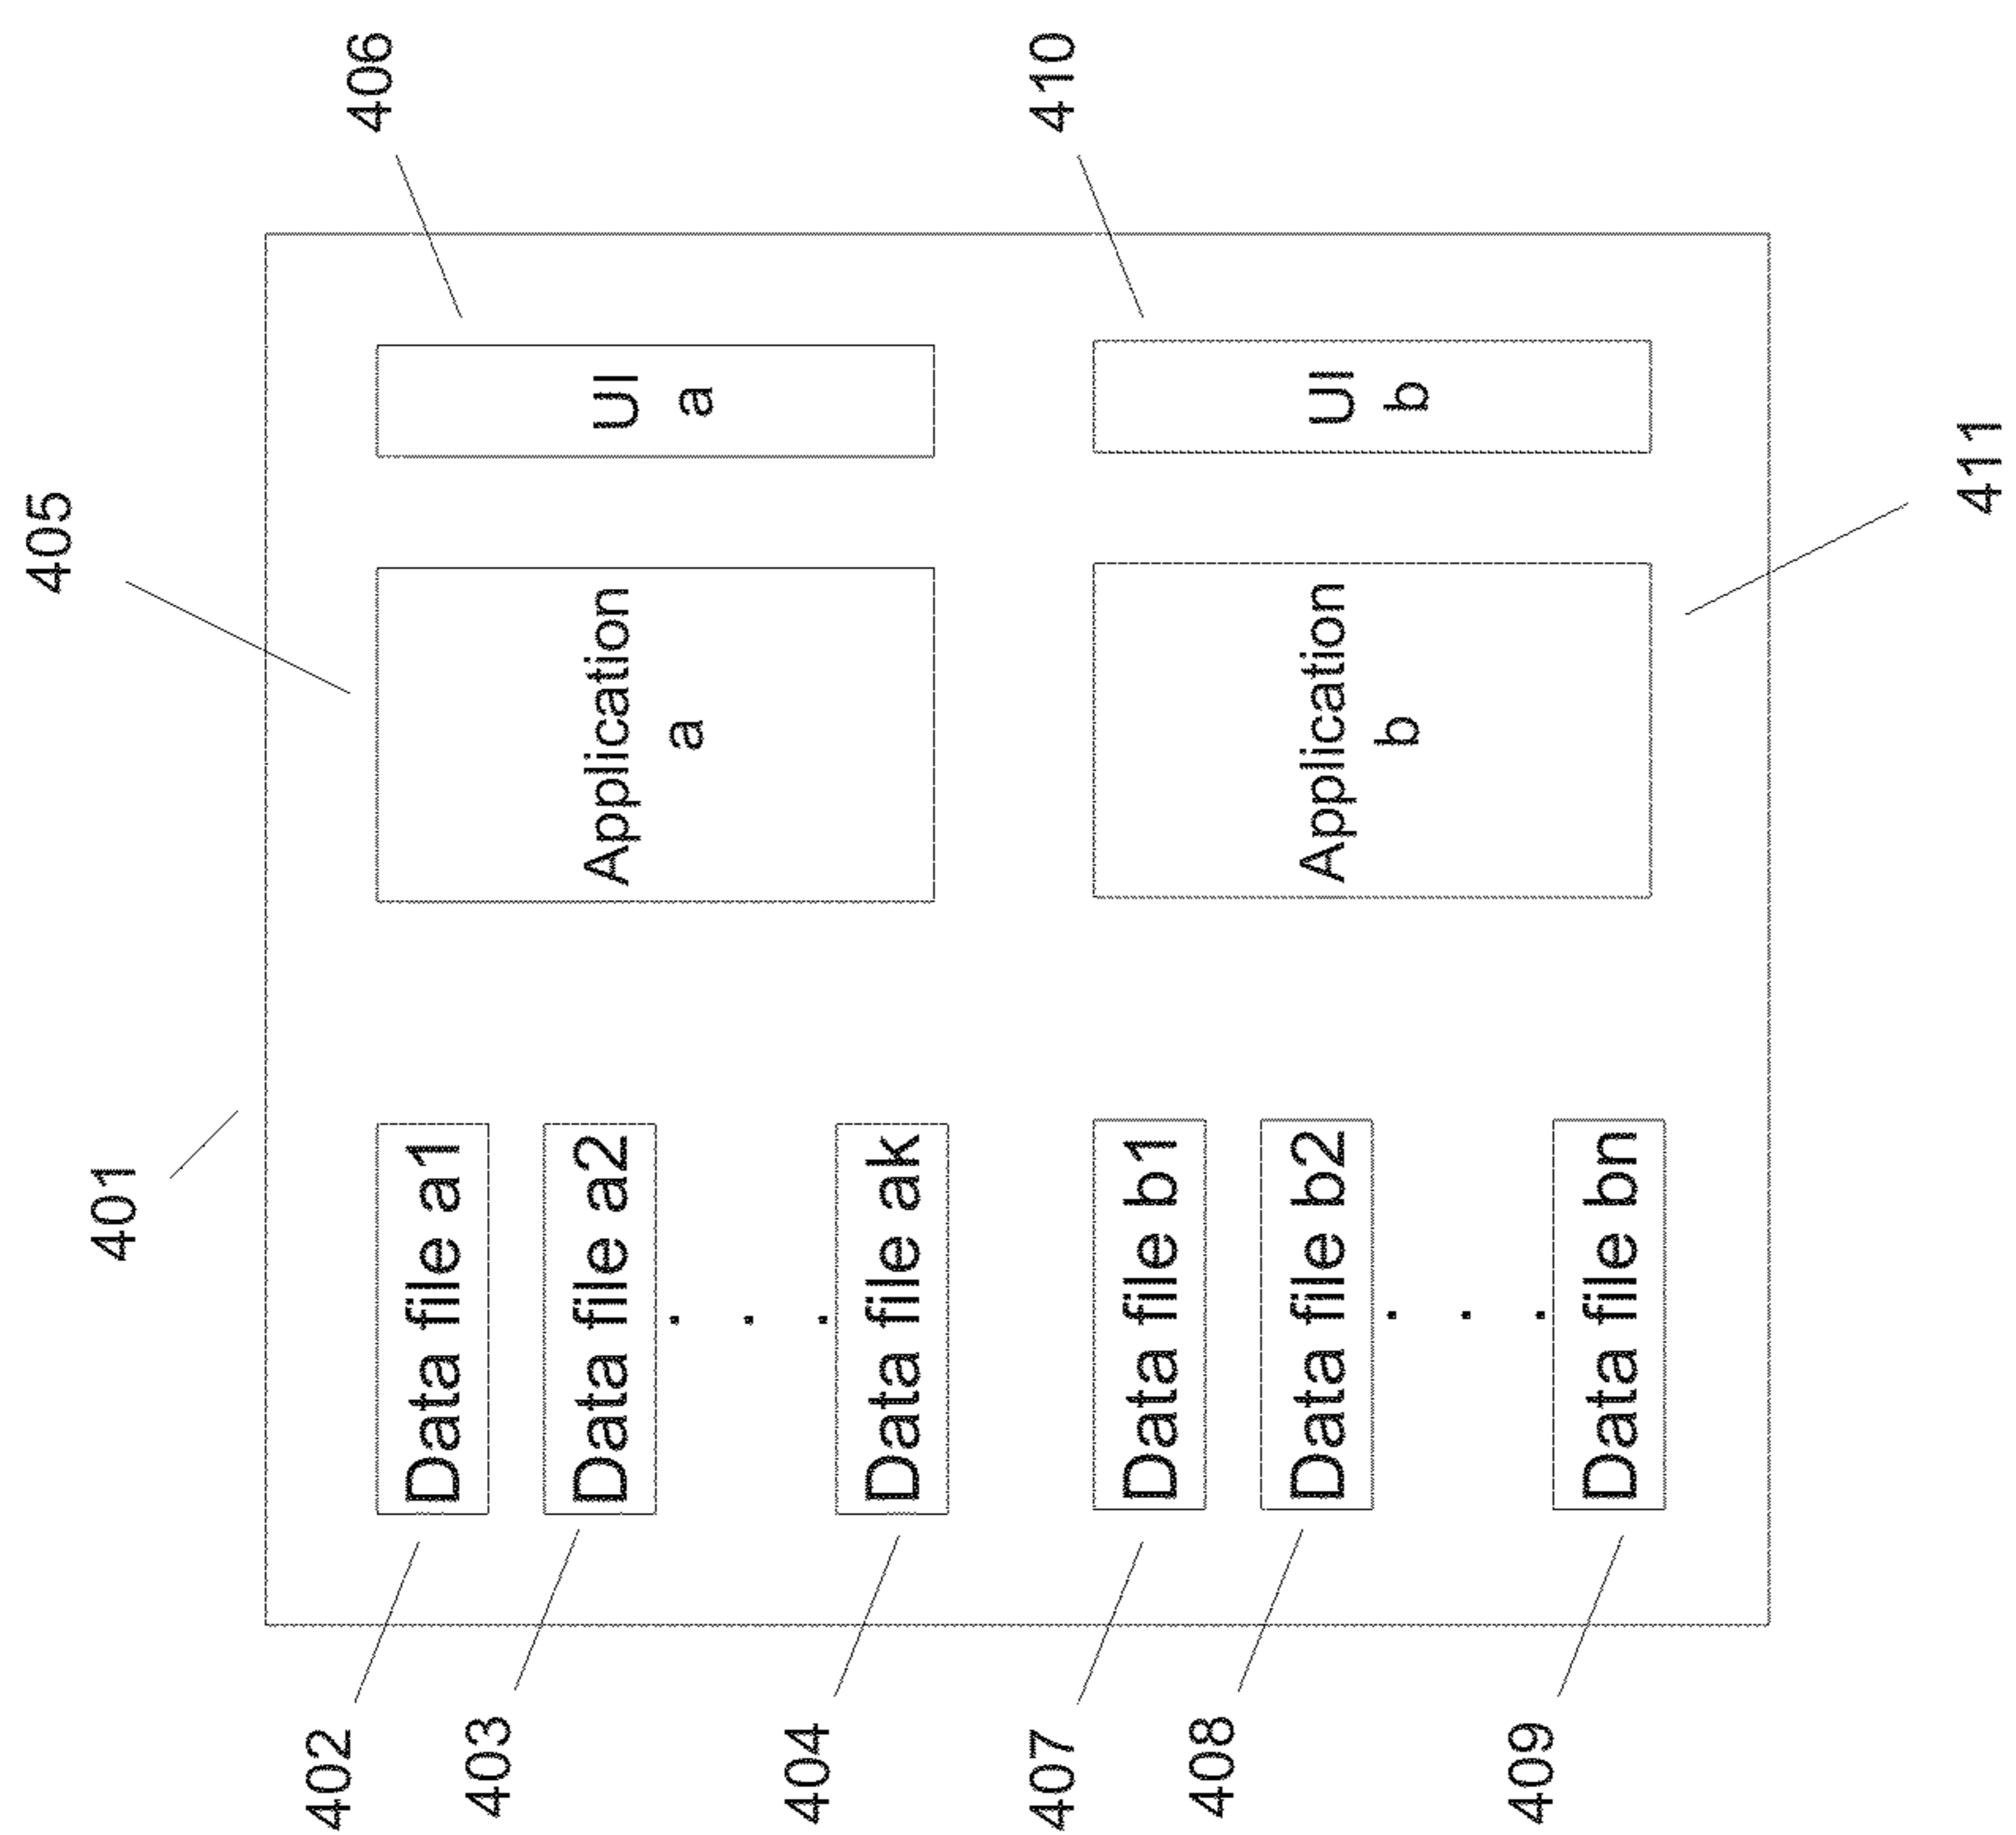 405
401
402
406
Data file a1
403
Data file a2
Application
a
UI
a
. . .
404
Data file ak
407
410
Data file b1
408
Data file b2
Application
b
UI
b
. . .
409
Data file bn
411